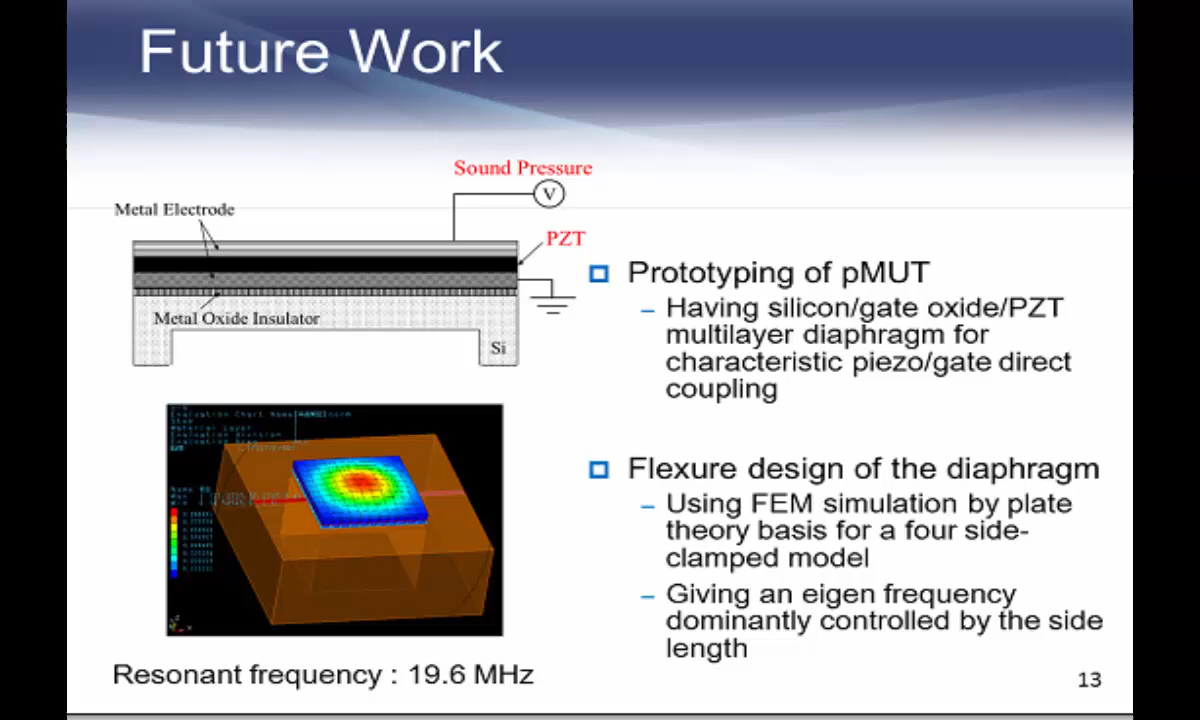 Future Work
Sound Pressure
V
Metal Electrode
PZT
Metal Oxide Insulator
Si
Prototyping of pMUT
– Having silicon/gate oxide/PZT
multilayer diaphragm for
characteristic piezo/gate direct
coupling
Flexure design of the diaphragm
– Using FEM simulation by plate
theory basis for a four side-
clamped model
– Giving an eigen frequency
dominantly controlled by the side
length
Resonant frequency : 19.6 MHz
13